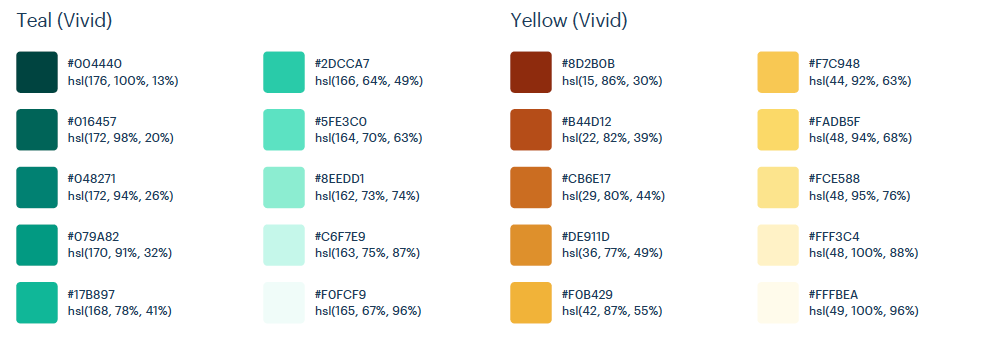 Teal (Vivid)
#004440
hsl(176, 100%, 13%)
#016457
hsl(172, 98%, 20%)
#048271
hsl(172, 94%, 26%)
#079A82
hsl(170, 91%, 32%)
#17B897
hsl(168, 78%, 41%)
#2DCCA7
hsl(166, 64%, 49%)
#5FE3C0
hsl(164, 70%, 63%)
#8EEDD1
hsl(162, 73%, 74%)
#C6F7E9
hsl(163, 75%, 87%)
#F0FCF9
hsl(165, 67%, 96%)
Yellow (Vivid)
#8D2B0B
hsl(15, 86%, 30%)
#B44D12
hsl(22, 82%, 39%)
#CB6E17
hsl(29, 80%, 44%)
#DE911D
hsl(36, 77%, 49%)
#F0B429
hsl(42, 87%, 55%)
#F7C948
hsl(44, 92%, 63%)
#FADB5F
hsl(48, 94%, 68%)
#FCE588
hsl(48, 95%, 76%)
#FFF3C4
hsl(48, 100%, 88%)
#FFFBEA
hsl(49, 100%, 96%)